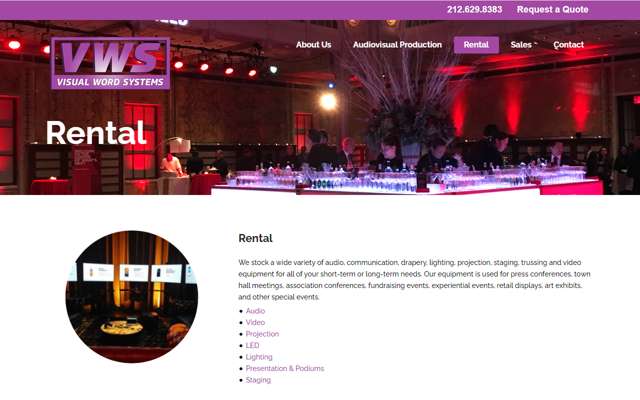 212.629.8383 Request a Quote
VWS
VISUAL WORD SYSTEMS
About Us Audiovisual Production Rental Sales Contact
Rental
Rental
We stock a wide variety of audio, communication, drapery, lighting, projection, staging, trussing and video
equipment for all of your short-term or long-term needs. Our equipment is used for press conferences, town
hall meetings, association conferences, fundraising events, experiential events, retail displays, art exhibits,
and other special events.
Audio
Video
Projection
LED
Lighting
Presentation & Podiums
Staging